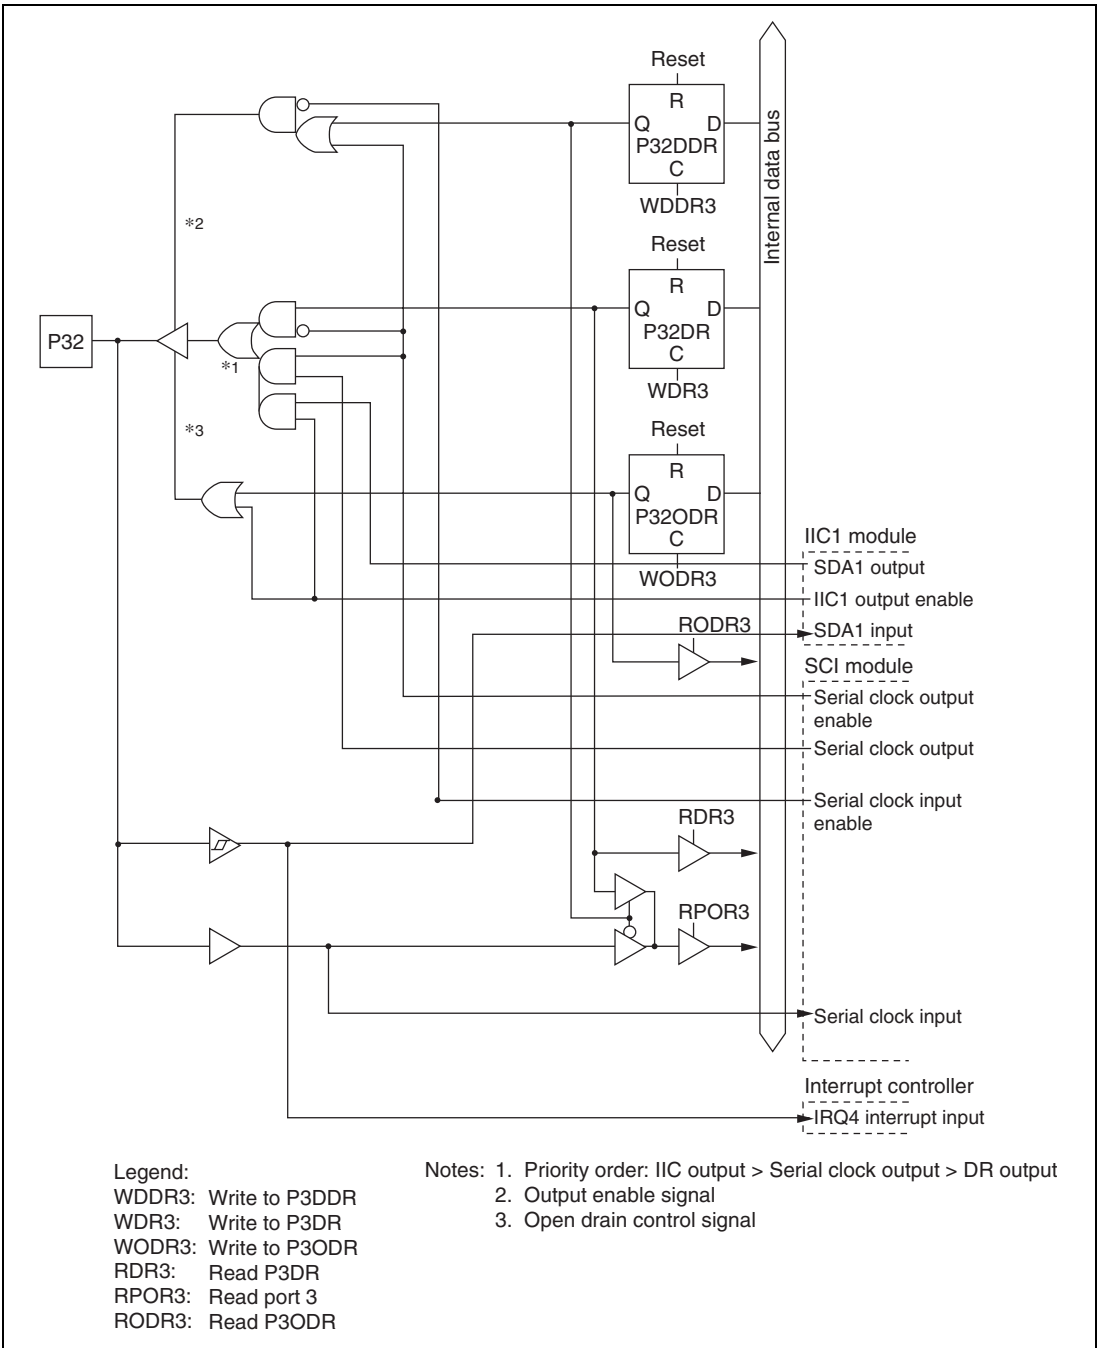 Reset
R
Q D
P32DDR
C
WDDR3
Internal data bus
*2
Reset
R
Q D
P32DR
C
WDR3
P32
*1
*3
Reset
R
Q D
P32ODR
C
WODR3
IIC1 module
SDA1 output
IIC1 output enable
RODR3
SDA1 input
SCI module
Serial clock output
enable
Serial clock output
Serial clock input
enable
RDR3
RPOR3
Serial clock input
Interrupt controller
IRQ4 interrupt input
Legend:
WDDR3: Write to P3DDR
WDR3: Write to P3DR
WODR3: Write to P3ODR
RDR3: Read P3DR
RPOR3: Read port 3
RODR3: Read P3ODR
Notes: 1. Priority order: IIC output > Serial clock output > DR output
2. Output enable signal
3. Open drain control signal